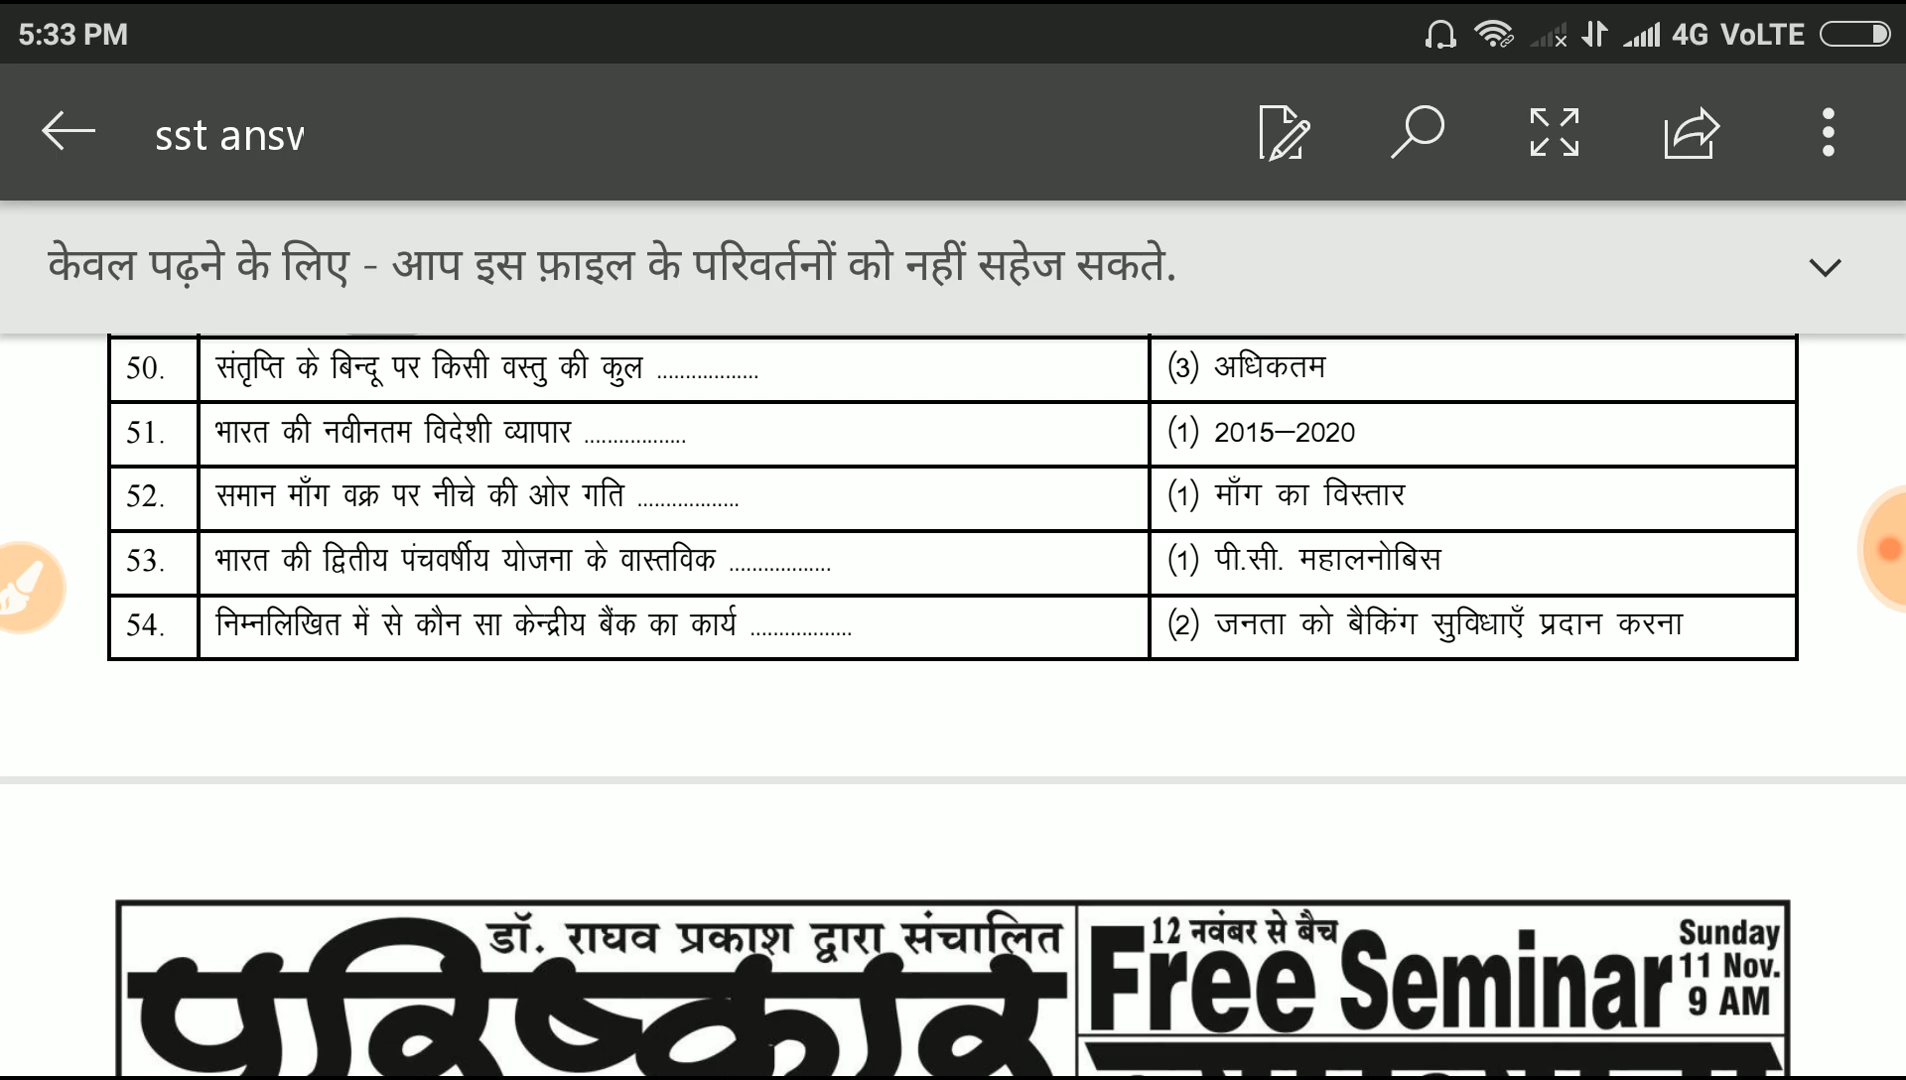 5:33 PM 4G VoLTE
sst answ
केवल पढ़ने के लिए - आप इस फ़ाइल के परिवर्तनों को नहीं सहेज सकते.
50. संतृप्ति के बिन्दू पर किसी वस्तु की कुल .................. (3) अधिकतम
51. भारत की नवीनतम विदेशी व्यापार .................. (1) 2015–2020
52. समान माँग वक्र पर नीचे की ओर गति .................. (1) माँग का विस्तार
53. भारत की द्वितीय पंचवर्षीय योजना के वास्तविक .................. (1) पी.सी. महालनोबिस
54. निम्नलिखित में से कौन सा केन्द्रीय बैंक का कार्य .................. (2) जनता को बैकिंग सुविधाएँ प्रदान करना
डॉ. राघव प्रकाश द्वारा संचालित
परिष्कार
12 नवंबर से बैच
Free Seminar
Sunday
11 Nov.
9 AM